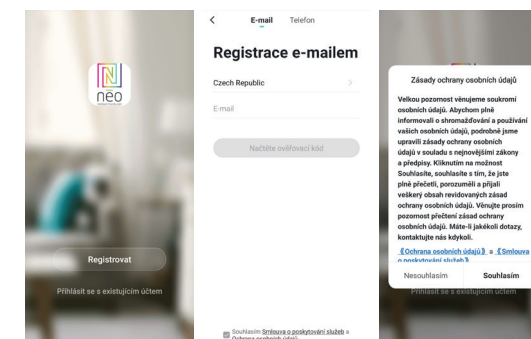 N
neo
Registrovat
Přihlásit se s existujícím účtem
E-mail Telefon
Registrace e-mailem
Czech Republic
E-mail
Načtěte ověřovací kód
Souhlasím Smlouva o poskytování služeb a
Ochrana osobních údajů
Zásady ochrany osobních údajů
Velkou pozornost věnujeme soukromí
osobních údajů. Abychom plně
informovali o shromažďování a používání
vašich osobních údajů, podrobně jsme
upravili zásady ochrany osobních
údajů v souladu s nejnovějšími zákony
a předpisy. Kliknutím na možnost
Souhlasíte, souhlasíte s tím, že jste
plně přečetli, porozuměli a přijali
veškerý obsah revidovaných zásad
ochrany osobních údajů. Věnujte prosím
pozornost přečtení zásad ochrany
osobních údajů. Máte-li jakékoli dotazy,
kontaktujte nás kdykoli.
《Ochrana osobních údajů》 a 《Smlouva
o poskytování služeb》
Nesouhlasím Souhlasím
Přihlásit se s existujícím účtem